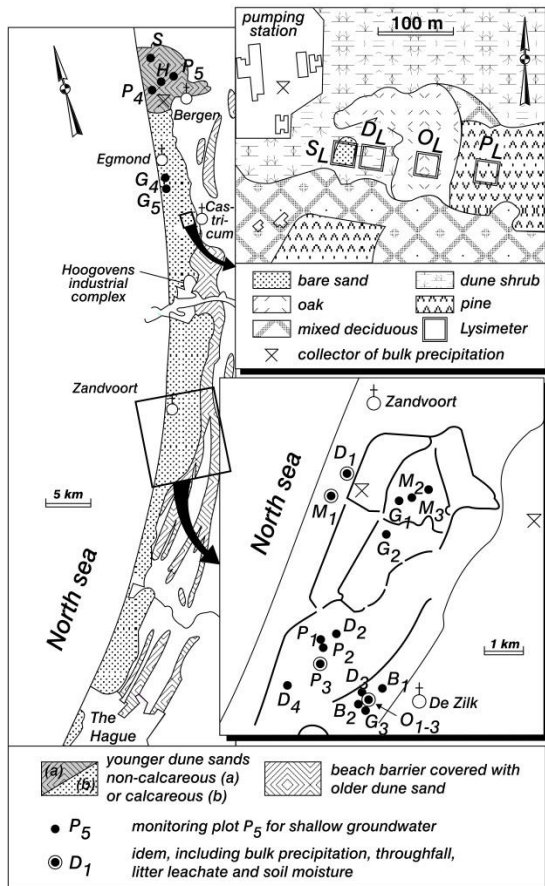 S
H
P5
P4
Bergen
Egmond
G4
G5
Cas-
tri-
cum
Hoogovens
industrial
complex
Zandvoort
5 km
North sea
The
Hague
pumping
station
100 m
SL
DL
OL
PL
bare sand
dune shrub
oak
pine
mixed deciduous
Lysimeter
collector of bulk precipitation
Zandvoort
North sea
D1
M1
M2
G1
M3
G2
P1
D2
P2
P3
D4
D3
B1
B2
G3
O1-3
De Zilk
1 km
(a)
(b)
younger dune sands
non-calcareous (a)
or calcareous (b)
beach barrier covered with
older dune sand
P5
monitoring plot P5 for shallow groundwater
D1
idem, including bulk precipitation, throughfall,
litter leachate and soil moisture